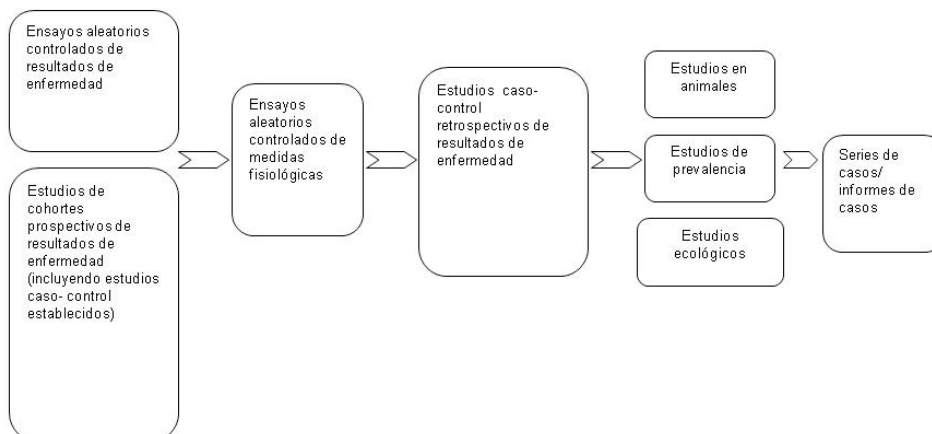 Ensayos aleatorios
controlados de
resultados de
enfermedad
Estudios de
cohortes
prospectivos de
resultados de
enfermedad
(incluyendo estudios
caso- control
establecidos)
Ensayos
aleatorios
controlados de
medidas
fisiológicas
Estudios caso-
control
retrospectivos de
resultados de
enfermedad
Estudios en
animales
Estudios de
prevalencia
Estudios
ecológicos
Series de
casos/
informes de
casos